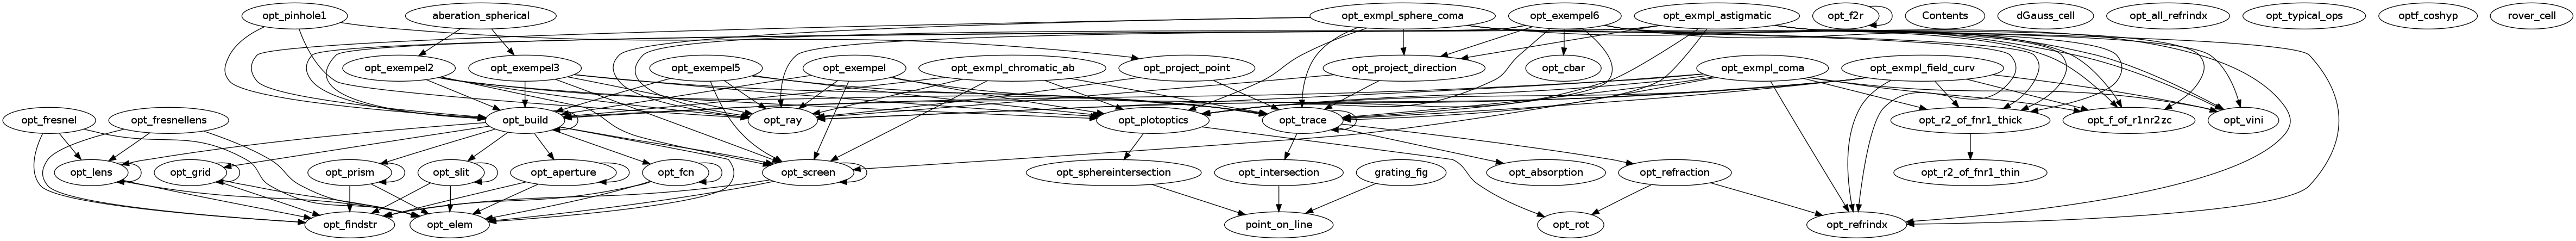 opt_pinhole1
aberation_spherical
opt_exmpl_sphere_coma
opt_exempel6
opt_exmpl_astigmatic
opt_f2r
Contents
dGauss_cell
opt_all_refrindx
opt_typical_ops
optf_coshyp
rover_cell
opt_exempel2
opt_exempel3
opt_exempel5
opt_exempel
opt_exmpl_chromatic_ab
opt_project_point
opt_project_direction
opt_cbar
opt_exmpl_coma
opt_exmpl_field_curv
opt_fresnel
opt_fresnellens
opt_build
opt_ray
opt_plotoptics
opt_trace
opt_r2_of_fnr1_thick
opt_f_of_r1nr2zc
opt_vini
opt_lens
opt_grid
opt_prism
opt_slit
opt_aperture
opt_fcn
opt_screen
opt_sphereintersection
opt_intersection
grating_fig
opt_absorption
opt_refraction
opt_r2_of_fnr1_thin
opt_findstr
opt_elem
point_on_line
opt_rot
opt_refrindx